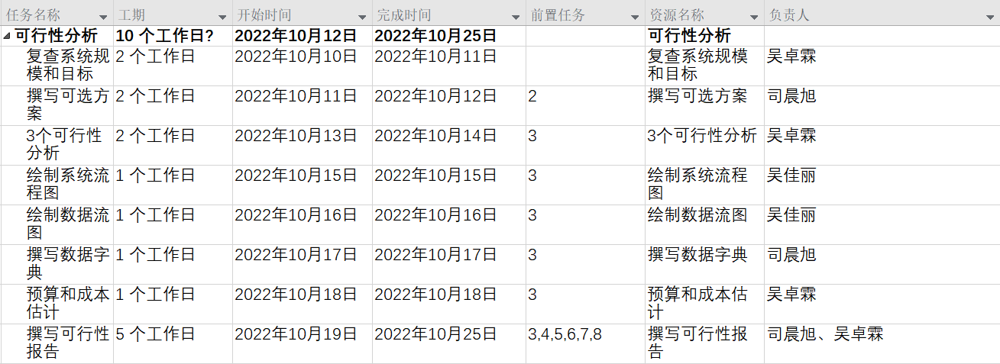 任务名称 工期 开始时间 完成时间 前置任务 资源名称 负责人
可行性分析 10 个工作日? 2022年10月12日 2022年10月25日 可行性分析
复查系统规 2 个工作日 2022年10月10日 2022年10月11日 复查系统规模 吴卓霖
模和目标 和目标
撰写可选方 2 个工作日 2022年10月11日 2022年10月12日 2 撰写可选方案 司晨旭
案
3个可行性 2 个工作日 2022年10月13日 2022年10月14日 3 3个可行性分析 吴卓霖
分析
绘制系统流 1 个工作日 2022年10月15日 2022年10月15日 3 绘制系统流程 吴佳丽
程图 图
绘制数据流 1 个工作日 2022年10月16日 2022年10月16日 3 绘制数据流图 吴佳丽
图
撰写数据字 1 个工作日 2022年10月17日 2022年10月17日 3 撰写数据字典 司晨旭
典
预算和成本 1 个工作日 2022年10月18日 2022年10月18日 3 预算和成本估 吴卓霖
估计 计
撰写可行性 5 个工作日 2022年10月19日 2022年10月25日 3,4,5,6,7,8 撰写可行性报 司晨旭、吴卓霖
报告 告